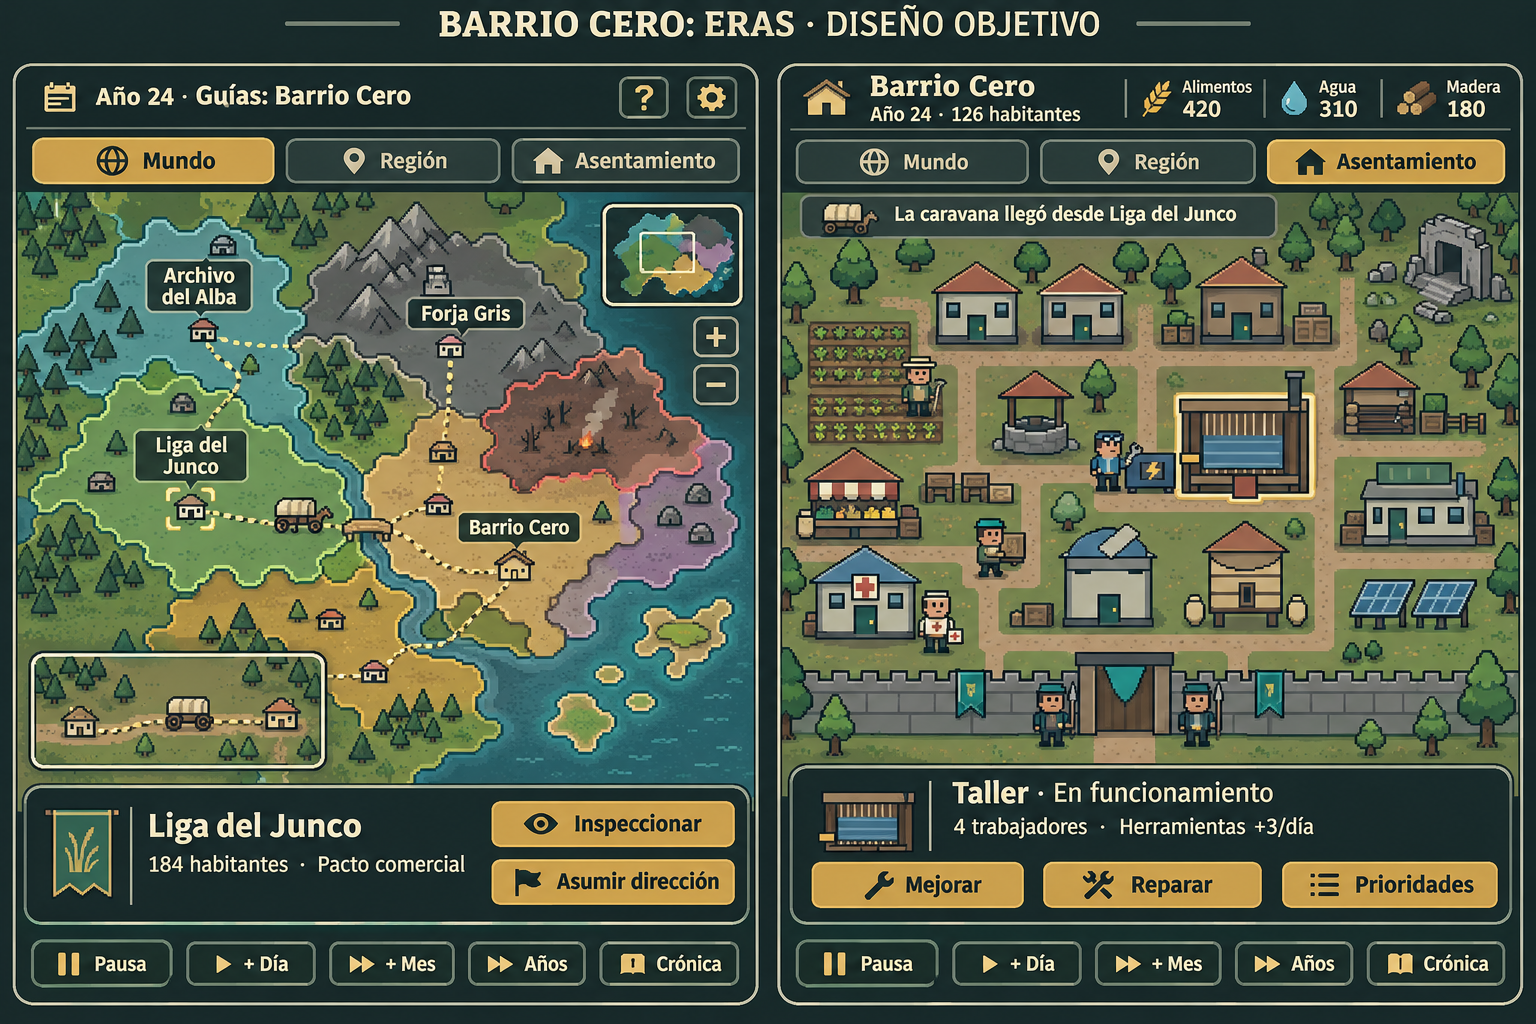 BARRIO CERO: ERAS · DISEÑO OBJETIVO
Año 24 · Guías: Barrio Cero
?
Mundo
Región
Asentamiento
Archivo
del Alba
Forja Gris
+
−
Liga del
Junco
Barrio Cero
Liga del Junco
184 habitantes · Pacto comercial
Inspeccionar
Asumir dirección
Pausa
+ Día
+ Mes
Años
Crónica
Barrio Cero
Año 24 · 126 habitantes
Alimentos
420
Agua
310
Madera
180
Mundo
Región
Asentamiento
La caravana llegó desde Liga del Junco
Taller · En funcionamiento
4 trabajadores · Herramientas +3/día
Mejorar
Reparar
Prioridades
Pausa
+ Día
+ Mes
Años
Crónica